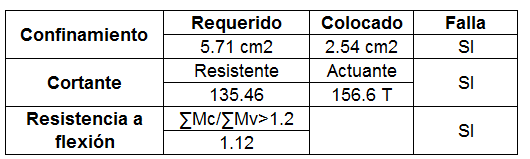 Confinamiento Requerido Colocado Falla
5.71 cm2 2.54 cm2 SI
Cortante Resistente Actuante SI
135.46 156.6 T
Resistencia a flexión ∑Mc/∑Mv>1.2 SI
1.12